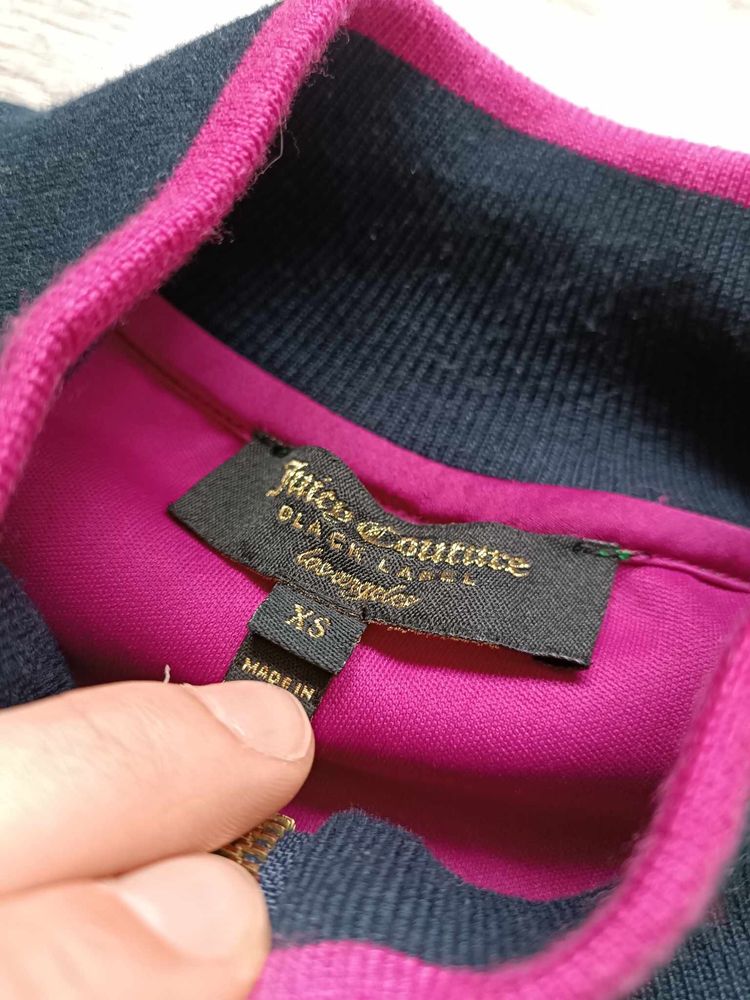 Juicy Couture
BLACK LABEL
los angeles
XS
MADE IN